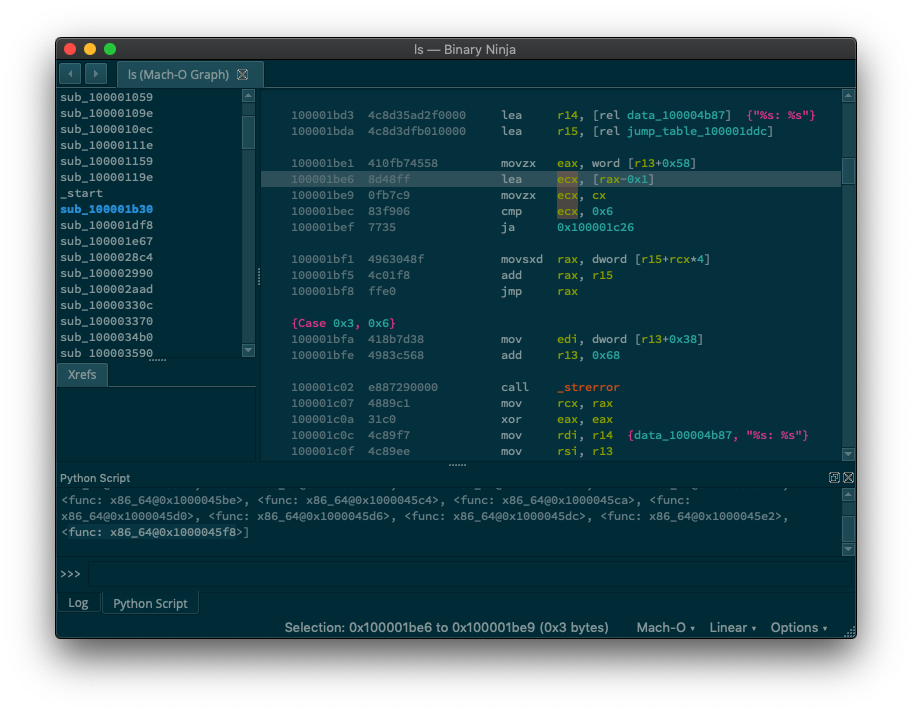 ls — Binary Ninja
ls (Mach-O Graph)
sub_100001059
sub_10000109e
sub_1000010ec
sub_10000111e
sub_100001159
sub_10000119e
_start
sub_100001b30
sub_100001df8
sub_100001e67
sub_1000028c4
sub_100002990
sub_100002aad
sub_10000330c
sub_100003370
sub_1000034b0
sub_100003590
Xrefs
100001bd3 4c8d35ad2f0000 lea r14, [rel data_100004b87] {"%s: %s"}
100001bda 4c8d3dfb010000 lea r15, [rel jump_table_100001ddc]
100001be1 410fb74558 movzx eax, word [r13+0x58]
100001be6 8d48ff lea ecx, [rax-0x1]
100001be9 0fb7c9 movzx ecx, cx
100001bec 83f906 cmp ecx, 0x6
100001bef 7735 ja 0x100001c26
100001bf1 4963048f movsxd rax, dword [r15+rcx*4]
100001bf5 4c01f8 add rax, r15
100001bf8 ffe0 jmp rax
{Case 0x3, 0x6}
100001bfa 418b7d38 mov edi, dword [r13+0x38]
100001bfe 4983c568 add r13, 0x68
100001c02 e887290000 call _strerror
100001c07 4889c1 mov rcx, rax
100001c0a 31c0 xor eax, eax
100001c0c 4c89f7 mov rdi, r14 {data_100004b87, "%s: %s"}
100001c0f 4c89ee mov rsi, r13
Python Script
<func: x86_64@0x1000045be>, <func: x86_64@0x1000045c4>, <func: x86_64@0x1000045ca>, <func:
x86_64@0x1000045d0>, <func: x86_64@0x1000045d6>, <func: x86_64@0x1000045dc>, <func: x86_64@0x1000045e2>,
<func: x86_64@0x1000045f8>]
>>>
Log
Python Script
Selection: 0x100001be6 to 0x100001be9 (0x3 bytes)
Mach-O
Linear
Options